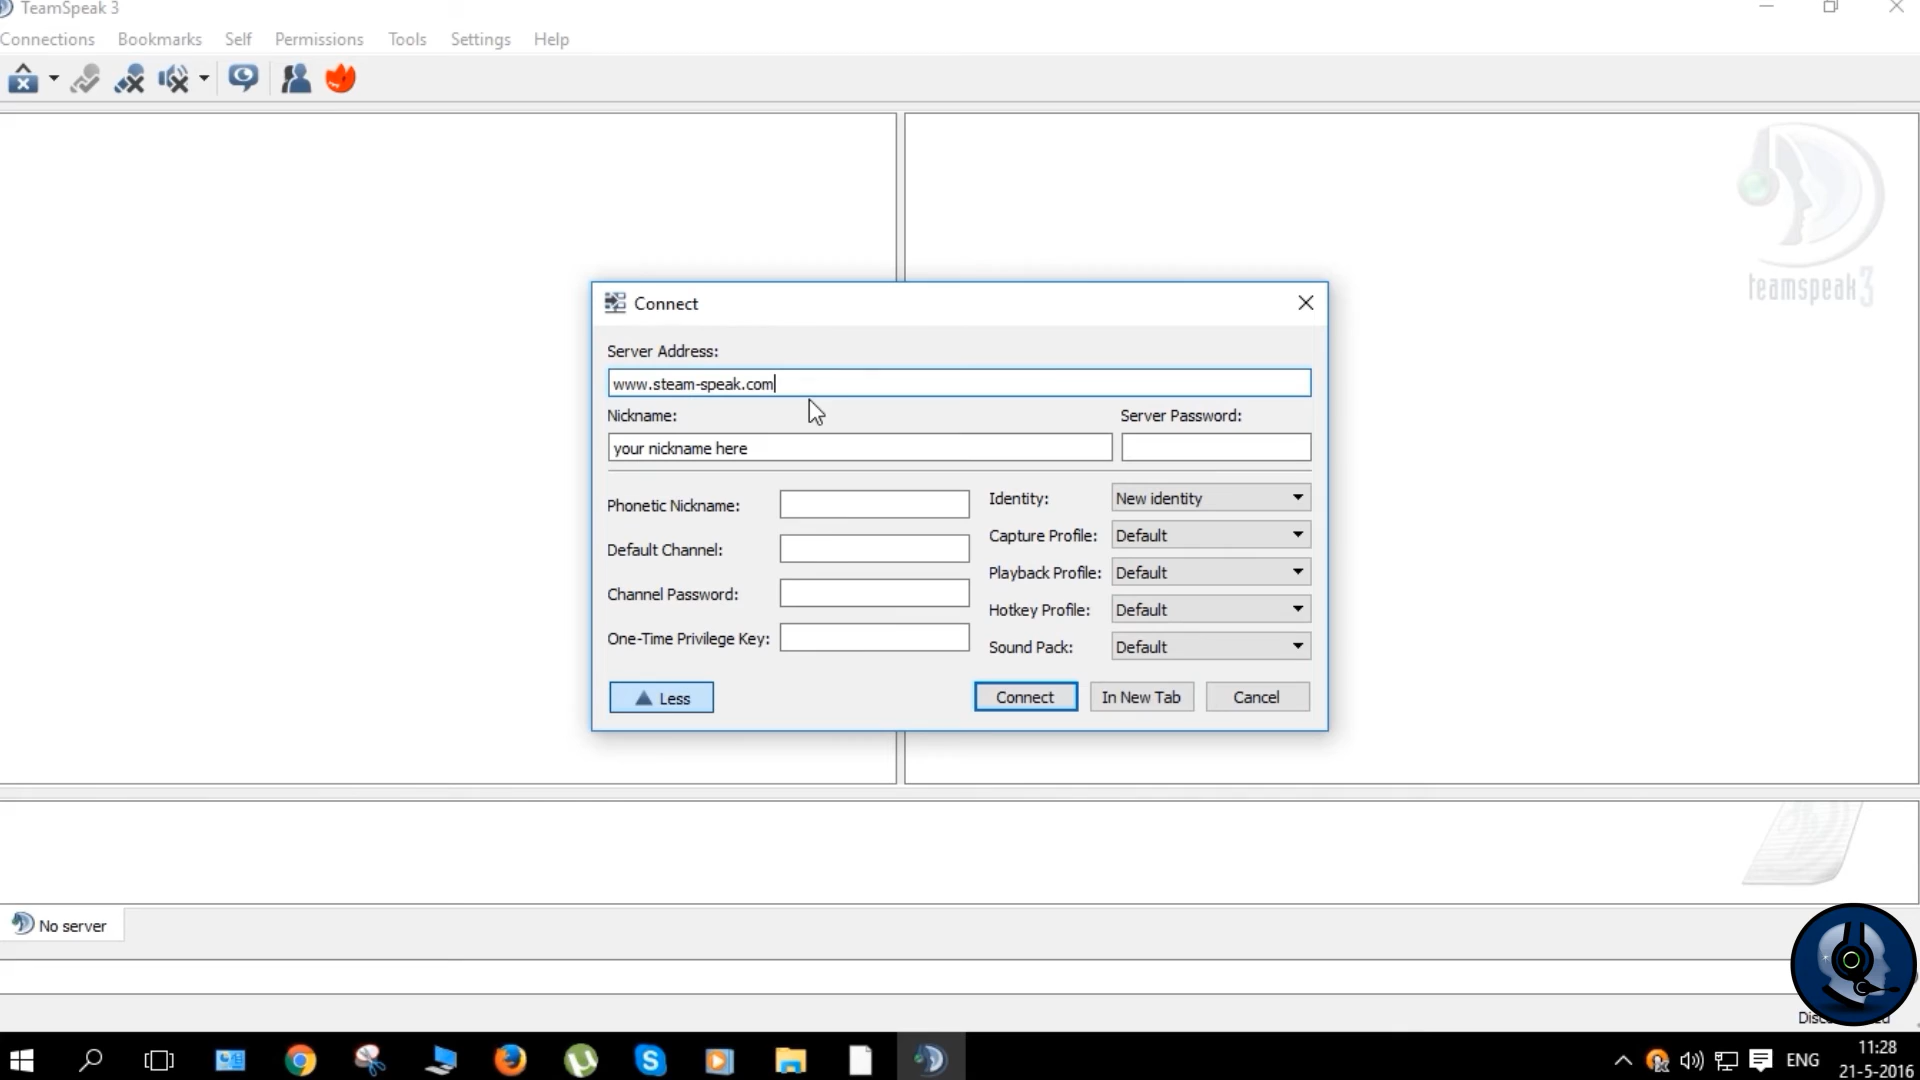 TeamSpeak 3
Connections Bookmarks Self Permissions Tools Settings Help
teamspeak3
Connect
Server Address:
www.steam-speak.com
Nickname: Server Password:
your nickname here
Phonetic Nickname: Identity: New identity
Default Channel: Capture Profile: Default
Channel Password: Playback Profile: Default
One-Time Privilege Key: Hotkey Profile: Default
Sound Pack: Default
Less Connect In New Tab Cancel
No server
ENG 11:28
21-5-2016